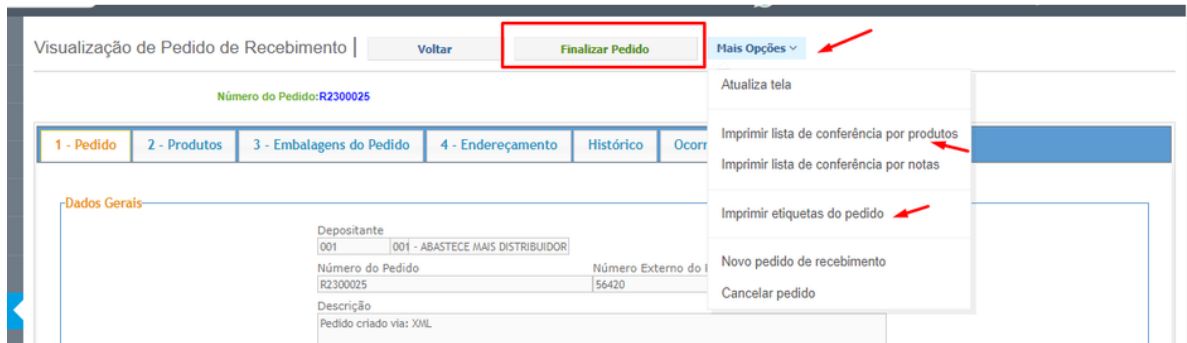 Visualização de Pedido de Recebimento | Voltar Finalizar Pedido Mais Opções
Atualiza tela
Número do Pedido:R2300025
Imprimir lista de conferência por produtos
1 - Pedido 2 - Produtos 3 - Embalagens do Pedido 4 - Endereçamento Histórico Ocorr
Imprimir lista de conferência por notas
Dados Gerais
Imprimir etiquetas do pedido
Depositante
001 001 - ABASTECE MAIS DISTRIBUIDOR
Novo pedido de recebimento
Número do Pedido Número Externo do
R2300025 56420
Cancelar pedido
Descrição
Pedido criado via: XML